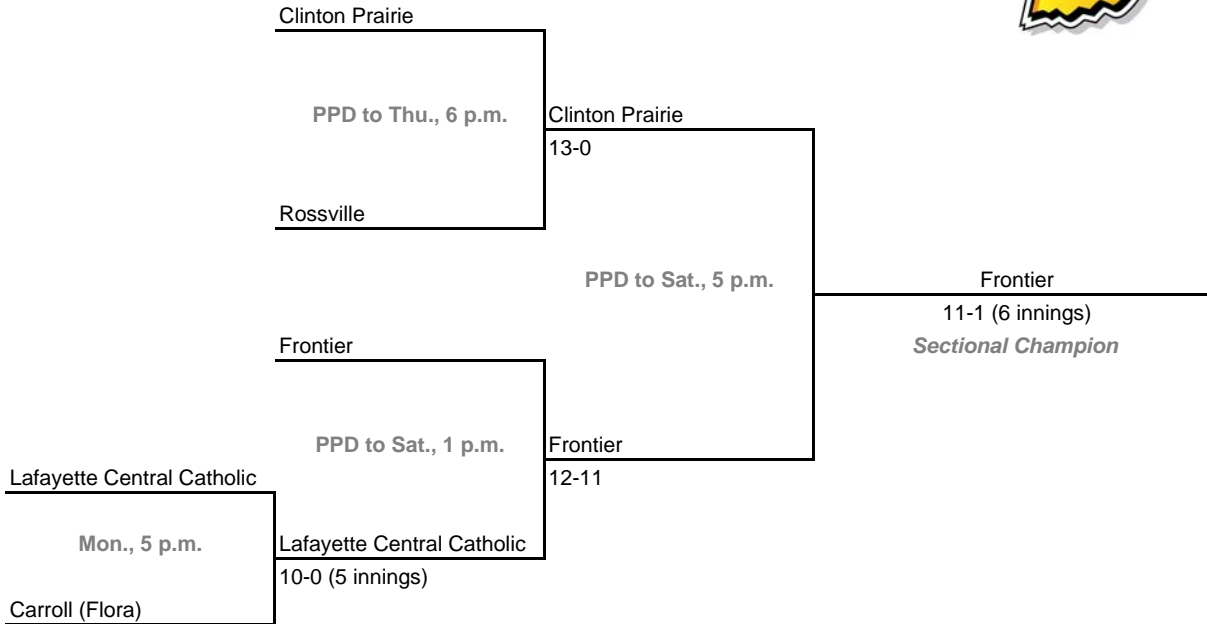 Clinton Prairie
PPD to Thu., 6 p.m.
Clinton Prairie
13-0
Rossville
PPD to Sat., 5 p.m.
Frontier
11-1 (6 innings)
Sectional Champion
Frontier
PPD to Sat., 1 p.m.
Frontier
12-11
Lafayette Central Catholic
Mon., 5 p.m.
Lafayette Central Catholic
10-0 (5 innings)
Carroll (Flora)